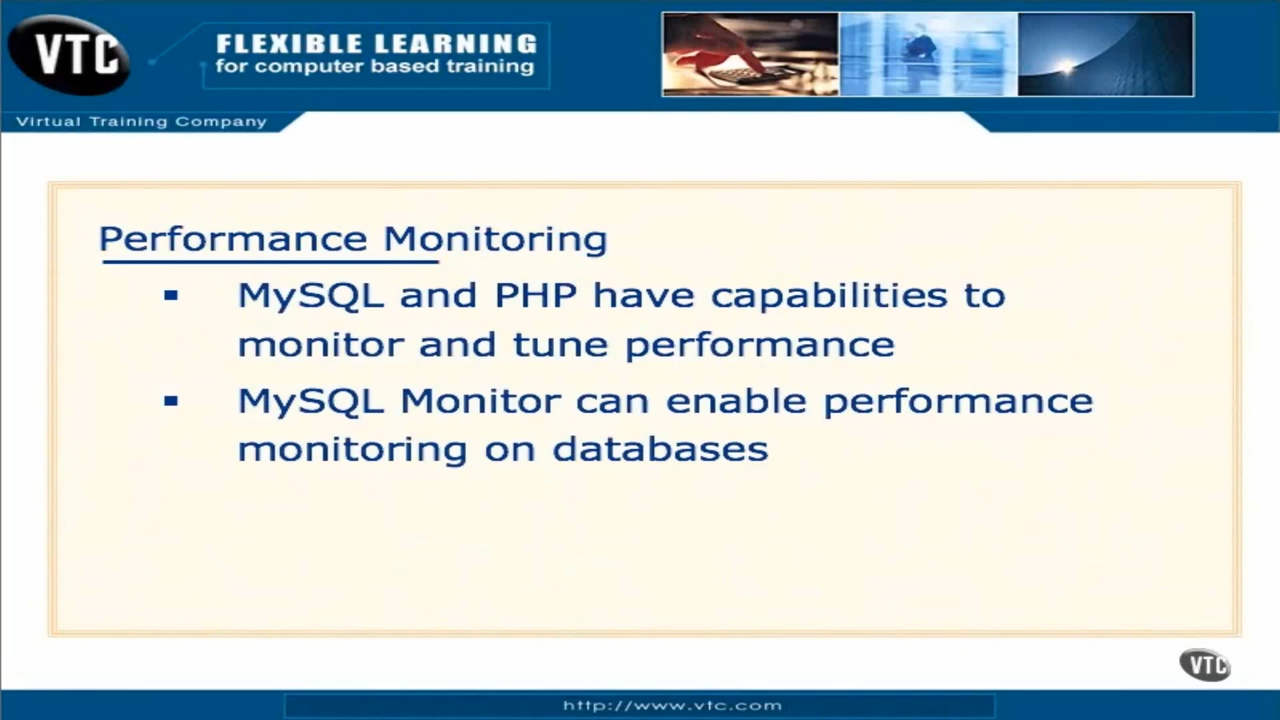 VTC
FLEXIBLE LEARNING
for computer based training
Virtual Training Company
Performance Monitoring
▪ MySQL and PHP have capabilities to
monitor and tune performance
▪ MySQL Monitor can enable performance
monitoring on databases
VTC
http://www.vtc.com